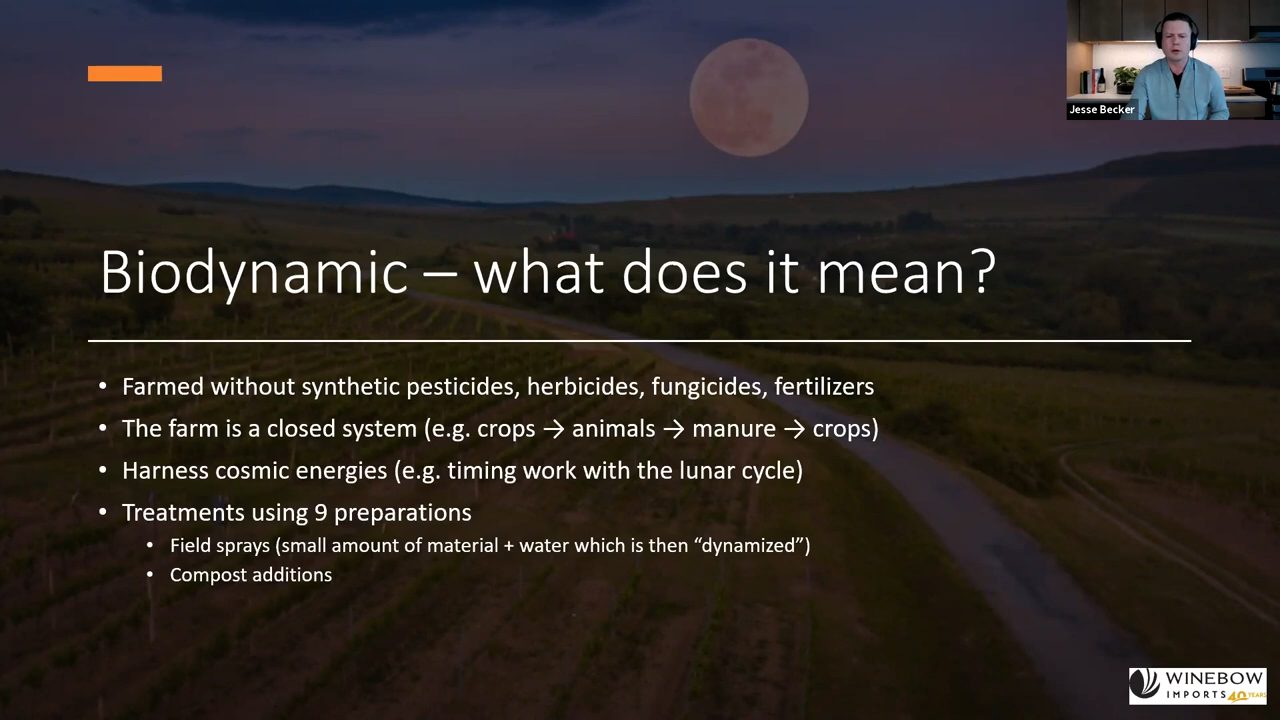 Jesse Becker
Biodynamic – what does it mean?
• Farmed without synthetic pesticides, herbicides, fungicides, fertilizers
• The farm is a closed system (e.g. crops → animals → manure → crops)
• Harness cosmic energies (e.g. timing work with the lunar cycle)
• Treatments using 9 preparations
• Field sprays (small amount of material + water which is then “dynamized”)
• Compost additions
WINEBOW
IMPORTS 40 YEARS